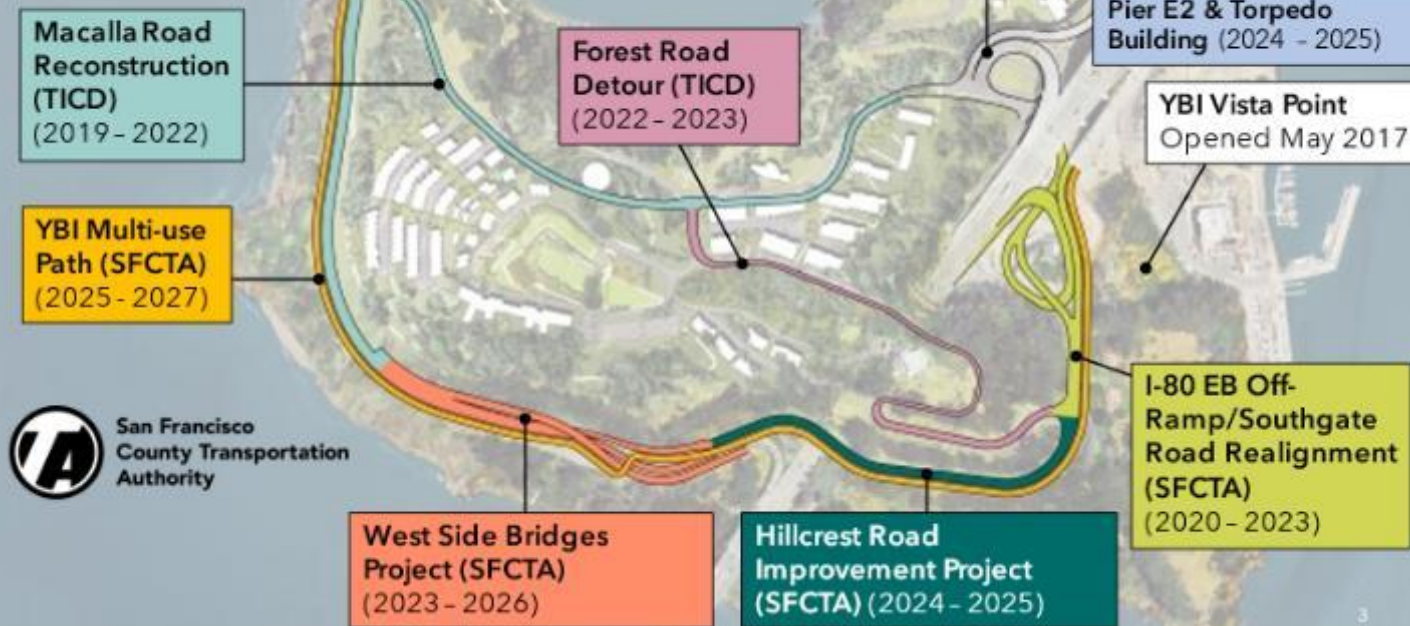 Macalla Road
Reconstruction
(TICD)
(2019 – 2022)
Forest Road
Detour (TICD)
(2022 – 2023)
Pier E2 & Torpedo
Building (2024 – 2025)
YBI Vista Point
Opened May 2017
YBI Multi-use
Path (SFCTA)
(2025 - 2027)
I-80 EB Off-
Ramp/Southgate
Road Realignment
(SFCTA)
(2020 – 2023)
TA
San Francisco
County Transportation
Authority
West Side Bridges
Project (SFCTA)
(2023 – 2026)
Hillcrest Road
Improvement Project
(SFCTA) (2024 – 2025)
3